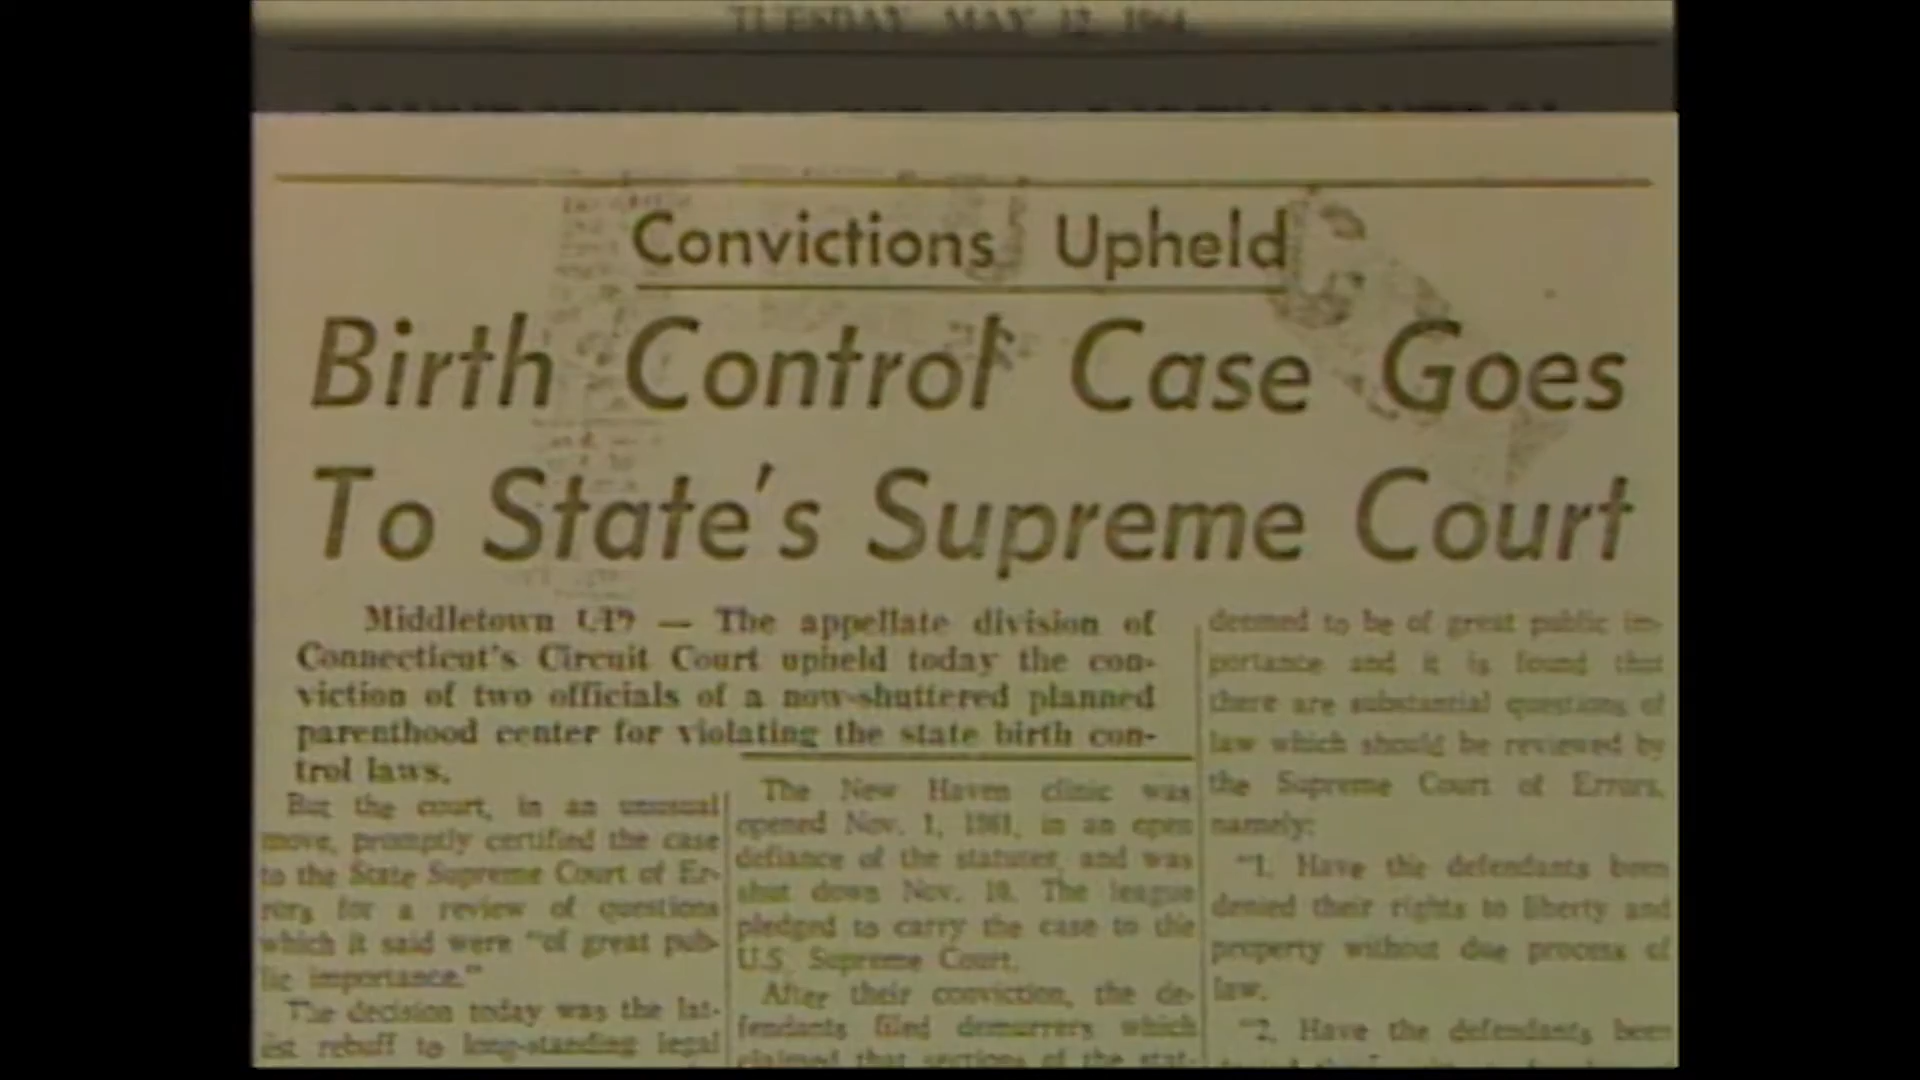 TUESDAY, MAY 12, 1964
Convictions Upheld
Birth Control Case Goes
To State's Supreme Court
Middletown (AP) — The appellate division of
Connecticut's Circuit Court upheld today the con-
viction of two officials of a now-shuttered planned
parenthood center for violating the state birth con-
trol laws.
But the court, in an unusual
move, promptly certified the case
to the State Supreme Court of Er-
rors for a review of questions
which it said were "of great pub-
lic importance."
The decision today was the lat-
est rebuff to long-standing legal
The New Haven clinic was
opened Nov. 1, 1961, in an open
defiance of the statutes, and was
shut down Nov. 10. The league
pledged to carry the case to the
U.S. Supreme Court.
After their conviction, the de-
fendants filed demurrers which
claimed that sections of the stat-
deemed to be of great public im-
portance and it is found that
there are substantial questions of
law which should be reviewed by
the Supreme Court of Errors,
namely:
"1. Have the defendants been
denied their rights to liberty and
property without due process of
law.
"2. Have the defendants been